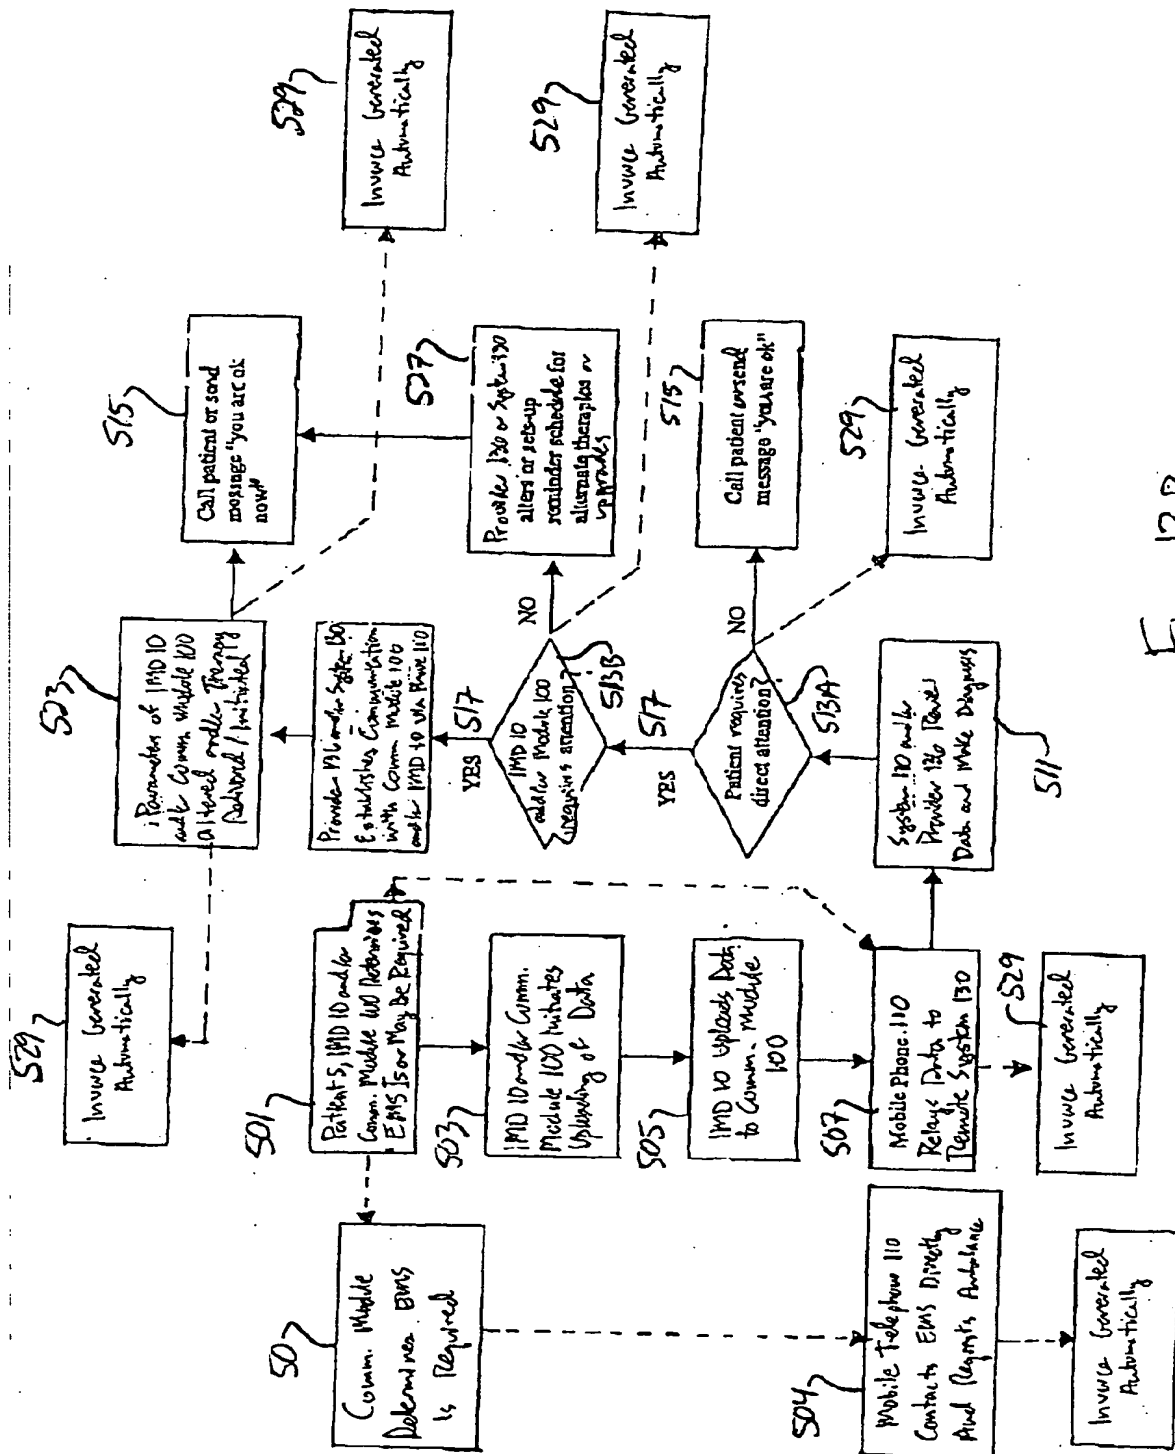 529
Invoice Generated
Automatically
523
Parameters of IMD 10
and/or Comm. Module 100
Altered and/or Therapy
Delivered / Initiated
515
Call patient or send
message "you are ok
now"
529
Invoice Generated
Automatically
501
Patient 5, IMD 10 and/or
Comm. Module 100 Determines
EMS Is or May Be Required
Provider 136 and/or System 130
Establishes Communication
with Comm Module 100
and/or IMD 10 via Phone 110
527
Provider 130 or System 130
alters or sets-up
reminder schedule for
alternate therapies or
upgrades
529
Invoice Generated
Automatically
50
Comm. Module
Determines EMS
Is Required
503
IMD 10 and/or Comm.
Module 100 Initiates
Uploading of Data
YES
517
IMD 10
and/or Module 100
requires attention?
513B
NO
505
IMD 10 Uploads Data
to Comm. Module
100
YES
517
Patient requires
direct attention?
513A
NO
515
Call patient or send
message "you are ok"
504
Mobile Telephone 110
Contacts EMS Directly
And Requests Ambulance
507
Mobile Phone 110
Relays Data to
Remote System 130
511
System 130 and/or
Provider 136 Review
Data and Make Diagnosis
529
Invoice Generated
Automatically
Invoice Generated
Automatically
529
Invoice Generated
Automatically